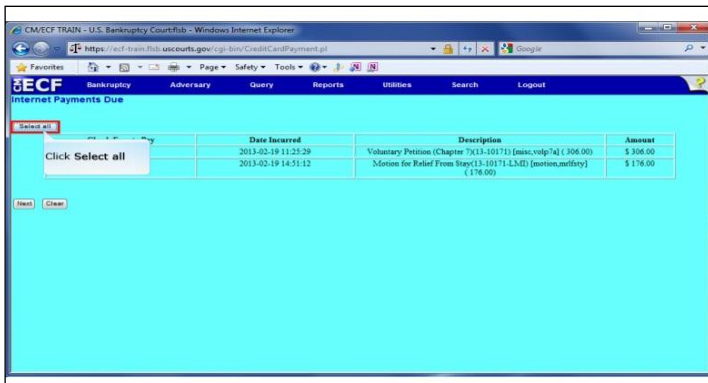 CM/ECF TRAIN - U.S. Bankruptcy Court:flsb - Windows Internet Explorer
https://ecf-train.flsb.uscourts.gov/cgi-bin/CreditCardPayment.pl
Google
Favorites
Page
Safety
Tools
ECF
Bankruptcy
Adversary
Query
Reports
Utilities
Search
Logout
?
Internet Payments Due
Select all
Date Incurred Description Amount
Click Select all
2013-02-19 11:25:29 Voluntary Petition (Chapter 7)(13-10171) [misc,volp7a] ( 306.00) $ 306.00
2013-02-19 14:51:12 Motion for Relief From Stay(13-10171-LMI) [motion,mrlfsty] $ 176.00
( 176.00)
Next Clear